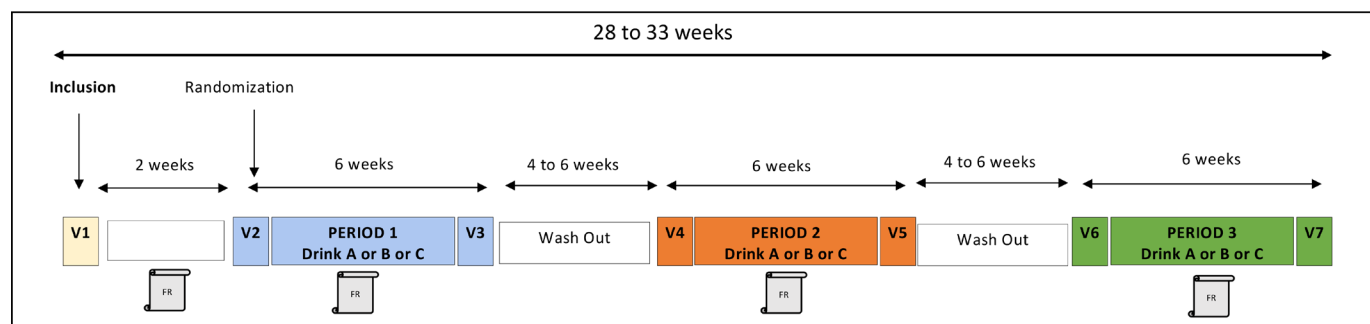 28 to 33 weeks
Inclusion
Randomization
2 weeks
6 weeks
4 to 6 weeks
6 weeks
4 to 6 weeks
6 weeks
V1
V2
PERIOD 1
Drink A or B or C
V3
Wash Out
V4
PERIOD 2
Drink A or B or C
V5
Wash Out
V6
PERIOD 3
Drink A or B or C
V7
FR
FR
FR
FR